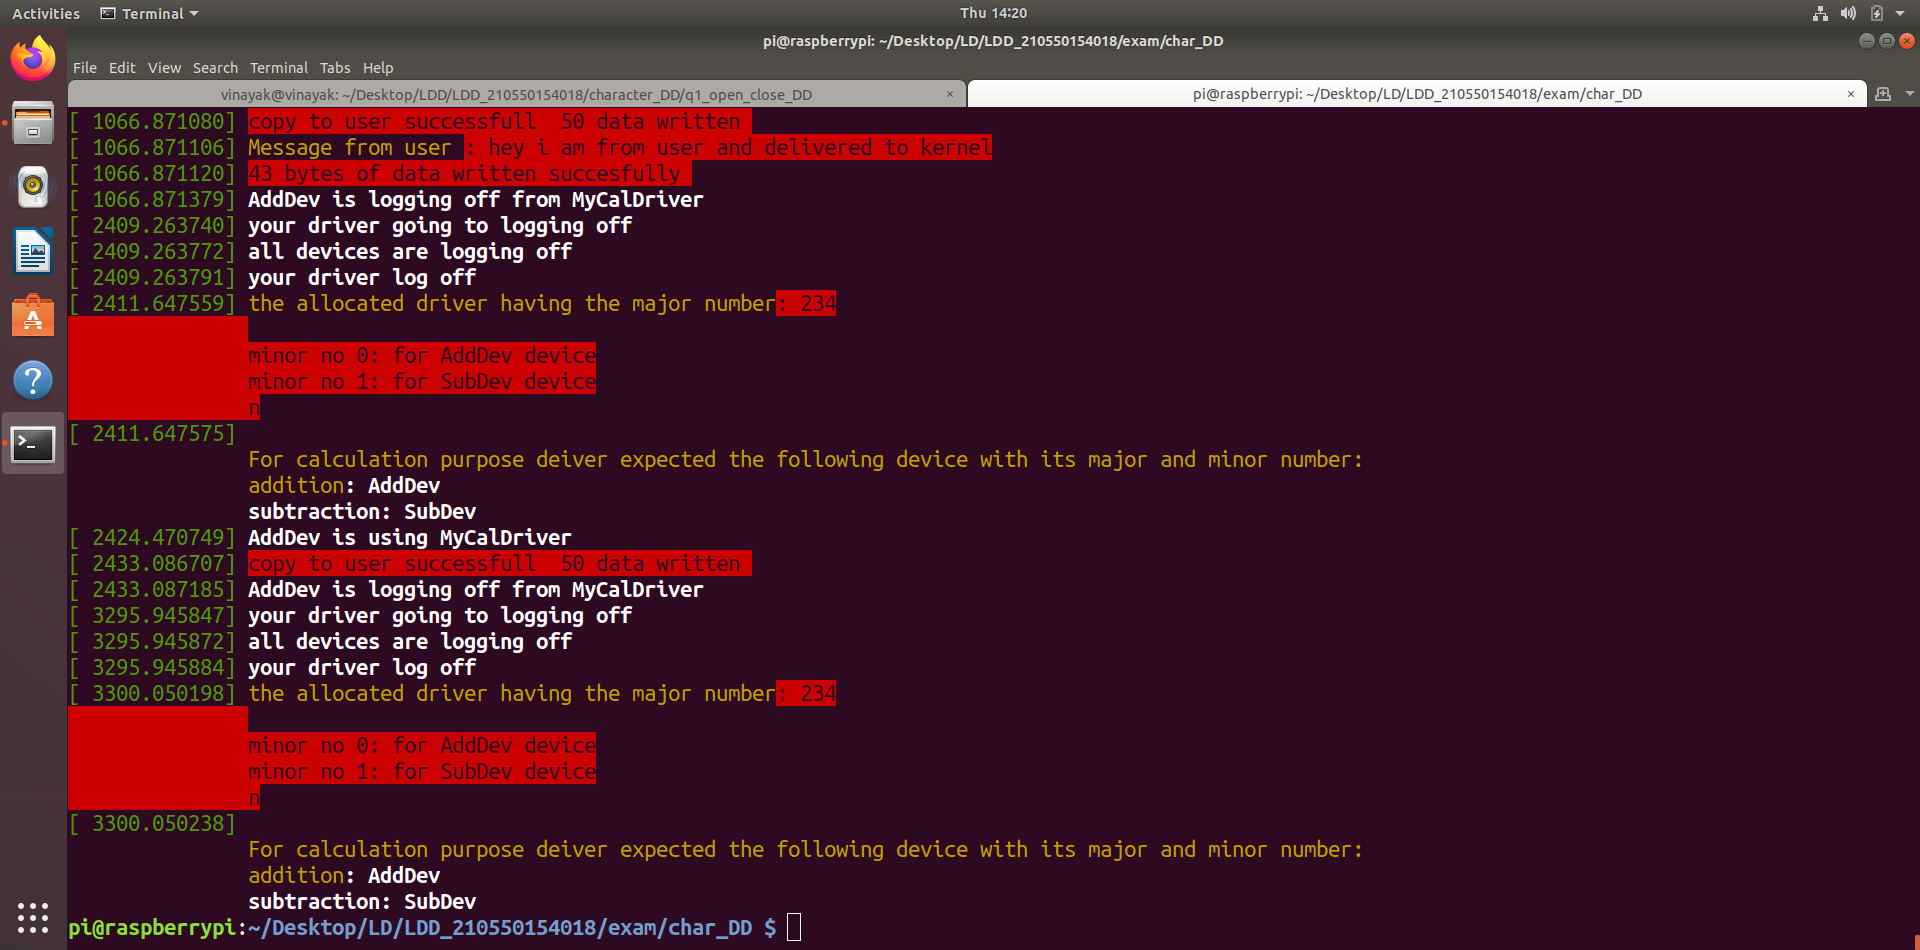 Activities Terminal Thu 14:20
pi@raspberrypi: ~/Desktop/LD/LDD_210550154018/exam/char_DD
File Edit View Search Terminal Tabs Help
vinayak@vinayak: ~/Desktop/LDD/LDD_210550154018/character_DD/q1_open_close_DD × pi@raspberrypi: ~/Desktop/LD/LDD_210550154018/exam/char_DD ×
[ 1066.871080] copy to user successfull  50 data written
[ 1066.871106] Message from user : hey i am from user and delivered to kernel
[ 1066.871120] 43 bytes of data written succesfully
[ 1066.871379] AddDev is logging off from MyCalDriver
[ 2409.263740] your driver going to logging off
[ 2409.263772] all devices are logging off
[ 2409.263791] your driver log off
[ 2411.647559] the allocated driver having the major number: 234
minor no 0: for AddDev device
minor no 1: for SubDev device
n
[ 2411.647575]
For calculation purpose deiver expected the following device with its major and minor number:
addition: AddDev
subtraction: SubDev
[ 2424.470749] AddDev is using MyCalDriver
[ 2433.086707] copy to user successfull  50 data written
[ 2433.087185] AddDev is logging off from MyCalDriver
[ 3295.945847] your driver going to logging off
[ 3295.945872] all devices are logging off
[ 3295.945884] your driver log off
[ 3300.050198] the allocated driver having the major number: 234
minor no 0: for AddDev device
minor no 1: for SubDev device
n
[ 3300.050238]
For calculation purpose deiver expected the following device with its major and minor number:
addition: AddDev
subtraction: SubDev
pi@raspberrypi:~/Desktop/LD/LDD_210550154018/exam/char_DD $